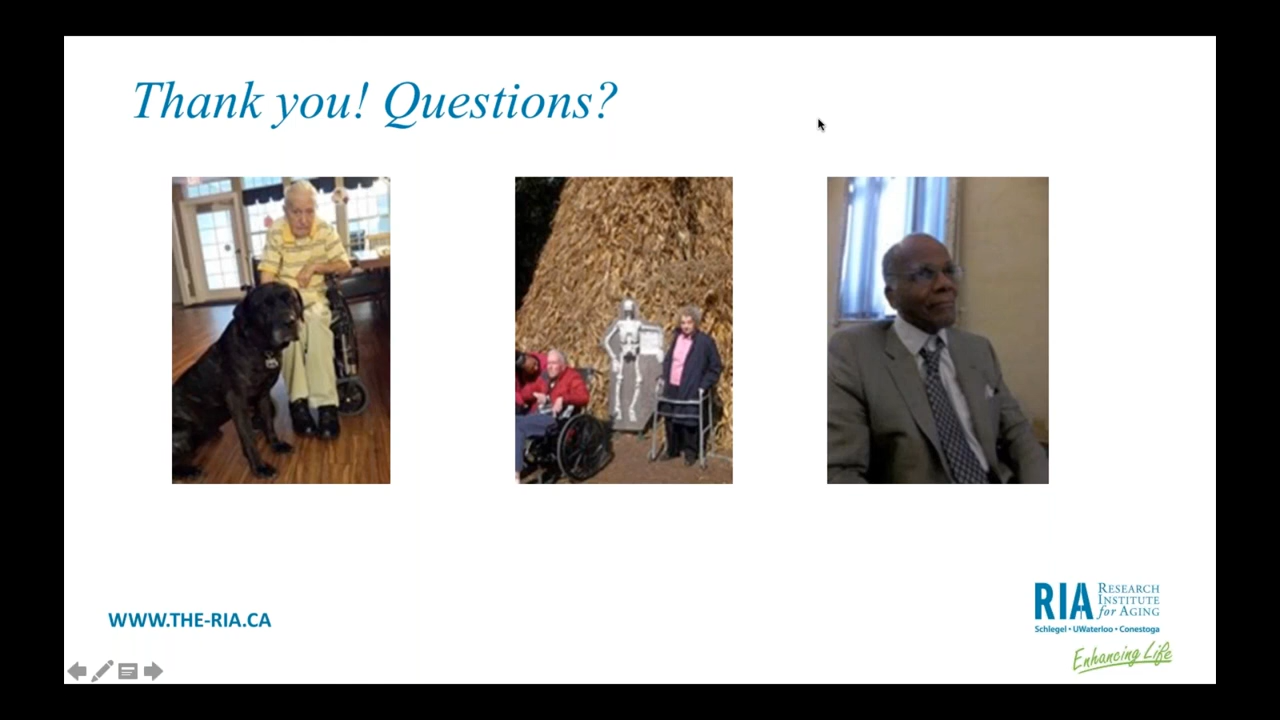 Thank you! Questions?
WWW.THE-RIA.CA
RIA RESEARCH
INSTITUTE
for AGING
Schlegel • UWaterloo • Conestoga
Enhancing Life